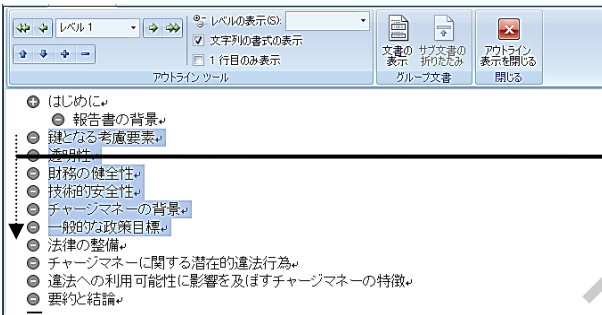 レベル 1
レベルの表示(S):
文字列の書式の表示
1 行目のみ表示
アウトライン ツール
文書の表示
サブ文書の折りたたみ
グループ文書
アウトライン表示を閉じる
閉じる
はじめに
報告書の背景
鍵となる考慮要素
透明性
財務の健全性
技術的安全性
チャージマネーの背景
一般的な政策目標
法律の整備
チャージマネーに関する潜在的違法行為
違法への利用可能性に影響を及ぼすチャージマネーの特徴
要約と結論